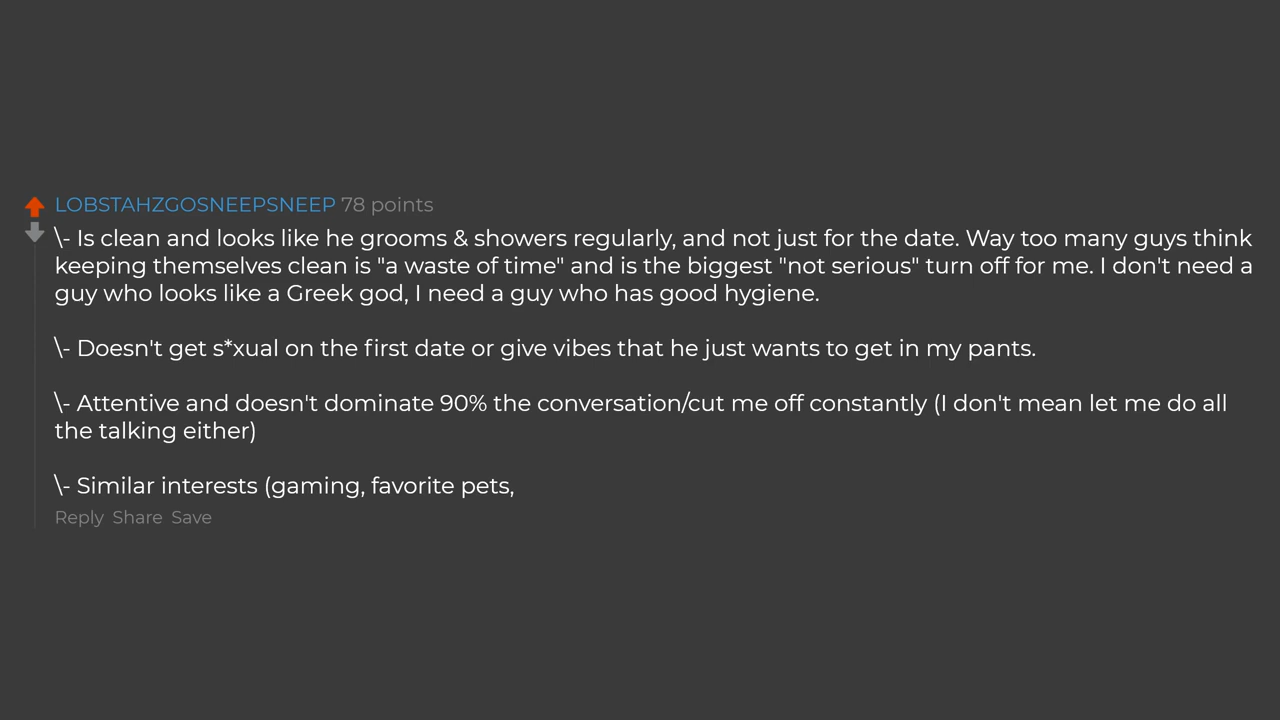 LOBSTAHZGOSNEEPSNEEP 78 points
\- Is clean and looks like he grooms & showers regularly, and not just for the date. Way too many guys think
keeping themselves clean is "a waste of time" and is the biggest "not serious" turn off for me. I don't need a
guy who looks like a Greek god, I need a guy who has good hygiene.
\- Doesn't get s*xual on the first date or give vibes that he just wants to get in my pants.
\- Attentive and doesn't dominate 90% the conversation/cut me off constantly (I don't mean let me do all
the talking either)
\- Similar interests (gaming, favorite pets,
Reply Share Save